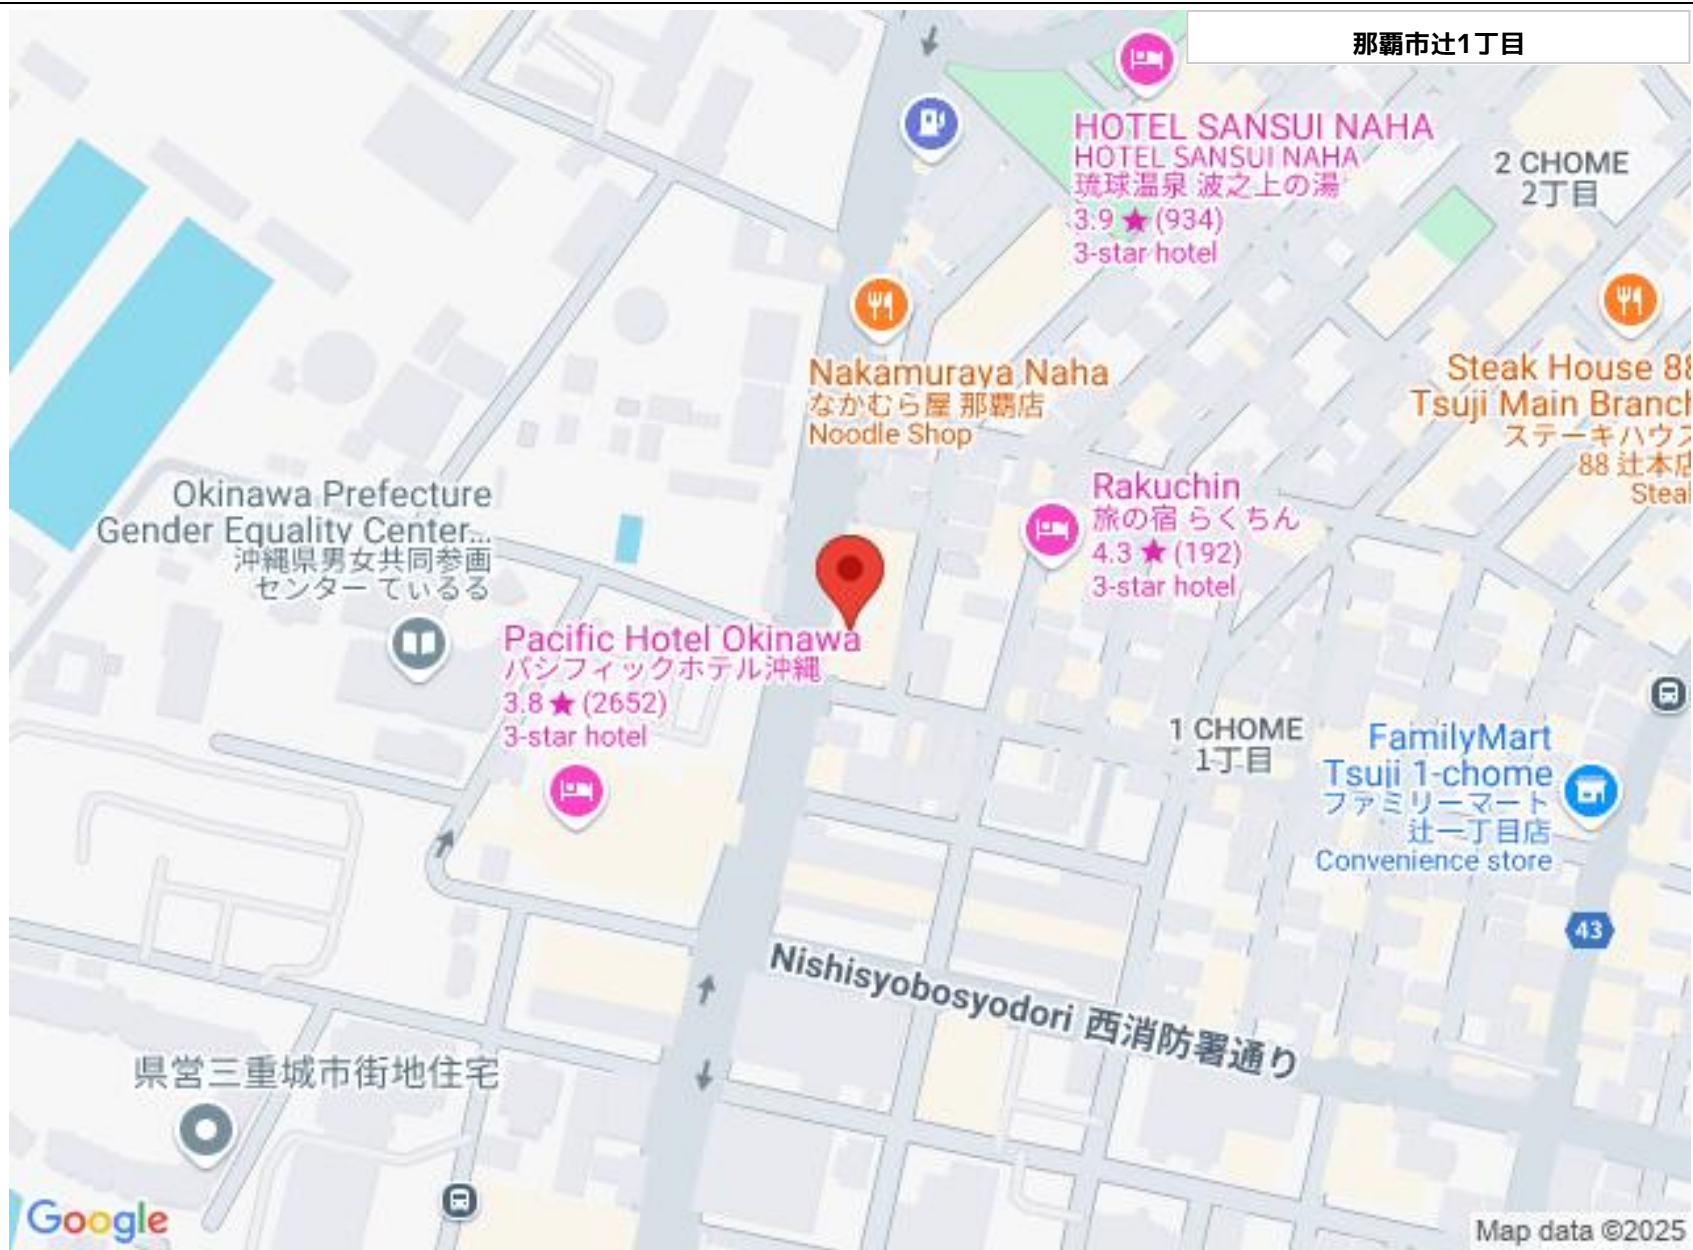 那覇市辻1丁目
HOTEL SANSUI NAHA
HOTEL SANSUI NAHA
琉球温泉 波之上の湯
3.9 ★ (934)
3-star hotel
2 CHOME
2丁目
Nakamuraya Naha
なかむら屋 那覇店
Noodle Shop
Steak House 88
Tsuji Main Branch
ステーキハウス
88 辻本店
Steak
Okinawa Prefecture
Gender Equality Center...
沖縄県男女共同参画
センター てぃるる
Rakuchin
旅の宿 らくちん
4.3 ★ (192)
3-star hotel
Pacific Hotel Okinawa
パシフィックホテル沖縄
3.8 ★ (2652)
3-star hotel
1 CHOME
1丁目
FamilyMart
Tsuji 1-chome
ファミリーマート
辻一丁目店
Convenience store
43
Nishisyobosyodori 西消防署通り
県営三重城市街地住宅
Google
Map data ©2025